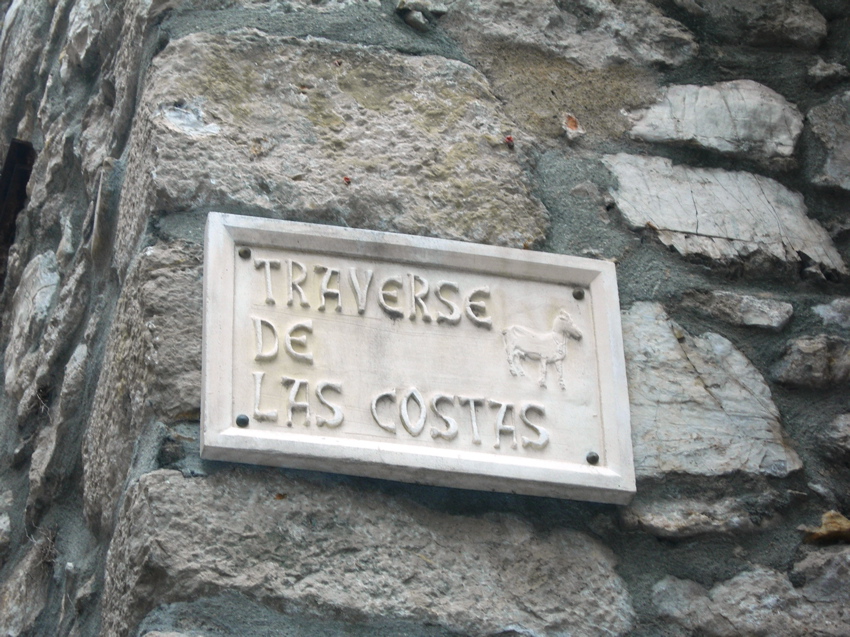 TRAVERSE
DE
LAS COSTAS